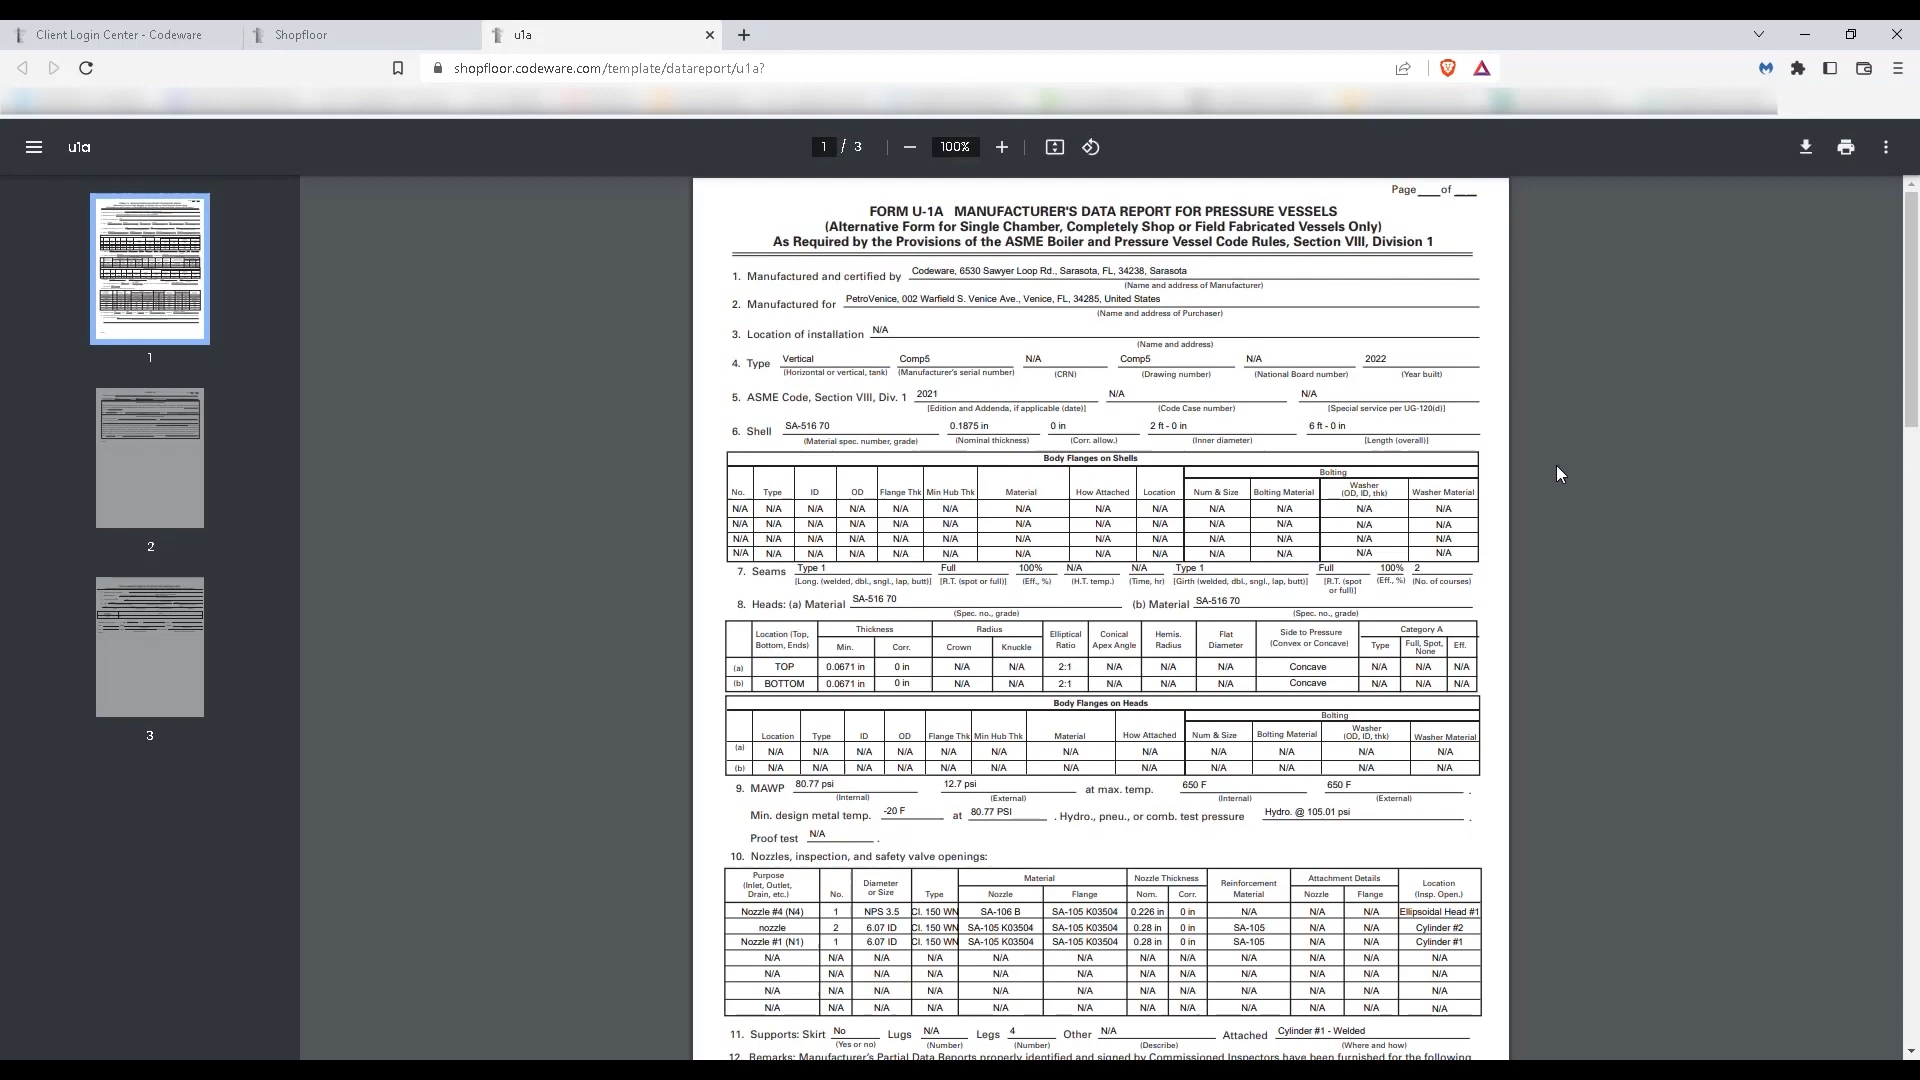 Client Login Center - Codeware Shopfloor u1a
shopfloor.codeware.com/template/datareport/u1a?
u1a 1 / 3 100%
1
2
3
Page ___ of ___
FORM U-1A MANUFACTURER'S DATA REPORT FOR PRESSURE VESSELS
(Alternative Form for Single Chamber, Completely Shop or Field Fabricated Vessels Only)
As Required by the Provisions of the ASME Boiler and Pressure Vessel Code Rules, Section VIII, Division 1
1. Manufactured and certified by Codeware, 6530 Sawyer Loop Rd., Sarasota, FL, 34238, Sarasota
(Name and address of Manufacturer)
2. Manufactured for PetroVenice, 002 Warfield S. Venice Ave., Venice, FL, 34285, United States
(Name and address of Purchaser)
3. Location of installation N/A
(Name and address)
4. Type Vertical Comp5 N/A Comp5 N/A 2022
(Horizontal or vertical, tank) (Manufacturer's serial number) (CRN) (Drawing number) (National Board number) (Year built)
5. ASME Code, Section VIII, Div. 1 2021 N/A N/A
[Edition and Addenda, if applicable (date)] (Code Case number) [Special service per UG-120(d)]
6. Shell SA-516 70 0.1875 in 0 in 2 ft - 0 in 6 ft - 0 in
(Material spec. number, grade) (Nominal thickness) (Corr. allow.) (Inner diameter) [Length (overall)]
Body Flanges on Shells
Bolting
No. Type ID OD Flange Thk Min Hub Thk Material How Attached Location Num & Size Bolting Material Washer (OD, ID, thk) Washer Material
N/A N/A N/A N/A N/A N/A N/A N/A N/A N/A N/A N/A N/A
N/A N/A N/A N/A N/A N/A N/A N/A N/A N/A N/A N/A N/A
N/A N/A N/A N/A N/A N/A N/A N/A N/A N/A N/A N/A N/A
N/A N/A N/A N/A N/A N/A N/A N/A N/A N/A N/A N/A N/A
7. Seams Type 1 Full 100% N/A N/A Type 1 Full 100% 2
[Long. (welded, dbl., sngl., lap, butt)] [R.T. (spot or full)] (Eff., %) (H.T. temp.) (Time, hr) [Girth (welded, dbl., sngl., lap, butt)] [R.T. (spot or full)] (Eff., %) (No. of courses)
8. Heads: (a) Material SA-516 70 (b) Material SA-516 70
(Spec. no., grade) (Spec. no., grade)
Location (Top, Bottom, Ends) Thickness Radius Elliptical Ratio Conical Apex Angle Hemis. Radius Flat Diameter Side to Pressure (Convex or Concave) Category A
Min. Corr. Crown Knuckle Type Full, Spot, None Eff.
(a) TOP 0.0671 in 0 in N/A N/A 2:1 N/A N/A N/A Concave N/A N/A N/A
(b) BOTTOM 0.0671 in 0 in N/A N/A 2:1 N/A N/A N/A Concave N/A N/A N/A
Body Flanges on Heads
Bolting
Location Type ID OD Flange Thk Min Hub Thk Material How Attached Num & Size Bolting Material Washer (OD, ID, thk) Washer Material
(a) N/A N/A N/A N/A N/A N/A N/A N/A N/A N/A N/A N/A
(b) N/A N/A N/A N/A N/A N/A N/A N/A N/A N/A N/A N/A
9. MAWP 80.77 psi 12.7 psi at max. temp. 650 F 650 F .
(Internal) (External) (Internal) (External)
Min. design metal temp. -20 F at 80.77 PSI . Hydro., pneu., or comb. test pressure Hydro. @ 105.01 psi .
Proof test N/A .
10. Nozzles, inspection, and safety valve openings:
Purpose (Inlet, Outlet, Drain, etc.) No. Diameter or Size Type Material Nozzle Thickness Reinforcement Material Attachment Details Location (Insp. Open.)
Nozzle Flange Nom. Corr. Nozzle Flange
Nozzle #4 (N4) 1 NPS 3.5 Cl. 150 WN SA-106 B SA-105 K03504 0.226 in 0 in N/A N/A N/A Ellipsoidal Head #1
nozzle 2 6.07 ID Cl. 150 WN SA-105 K03504 SA-105 K03504 0.28 in 0 in SA-105 N/A N/A Cylinder #2
Nozzle #1 (N1) 1 6.07 ID Cl. 150 WN SA-105 K03504 SA-105 K03504 0.28 in 0 in SA-105 N/A N/A Cylinder #1
N/A N/A N/A N/A N/A N/A N/A N/A N/A N/A N/A N/A
N/A N/A N/A N/A N/A N/A N/A N/A N/A N/A N/A N/A
N/A N/A N/A N/A N/A N/A N/A N/A N/A N/A N/A N/A
N/A N/A N/A N/A N/A N/A N/A N/A N/A N/A N/A N/A
11. Supports: Skirt No Lugs N/A Legs 4 Other N/A Attached Cylinder #1 - Welded
(Yes or no) (Number) (Number) (Describe) (Where and how)
12. Remarks: Manufacturer's Partial Data Reports properly identified and signed by Commissioned Inspectors have been furnished for the following